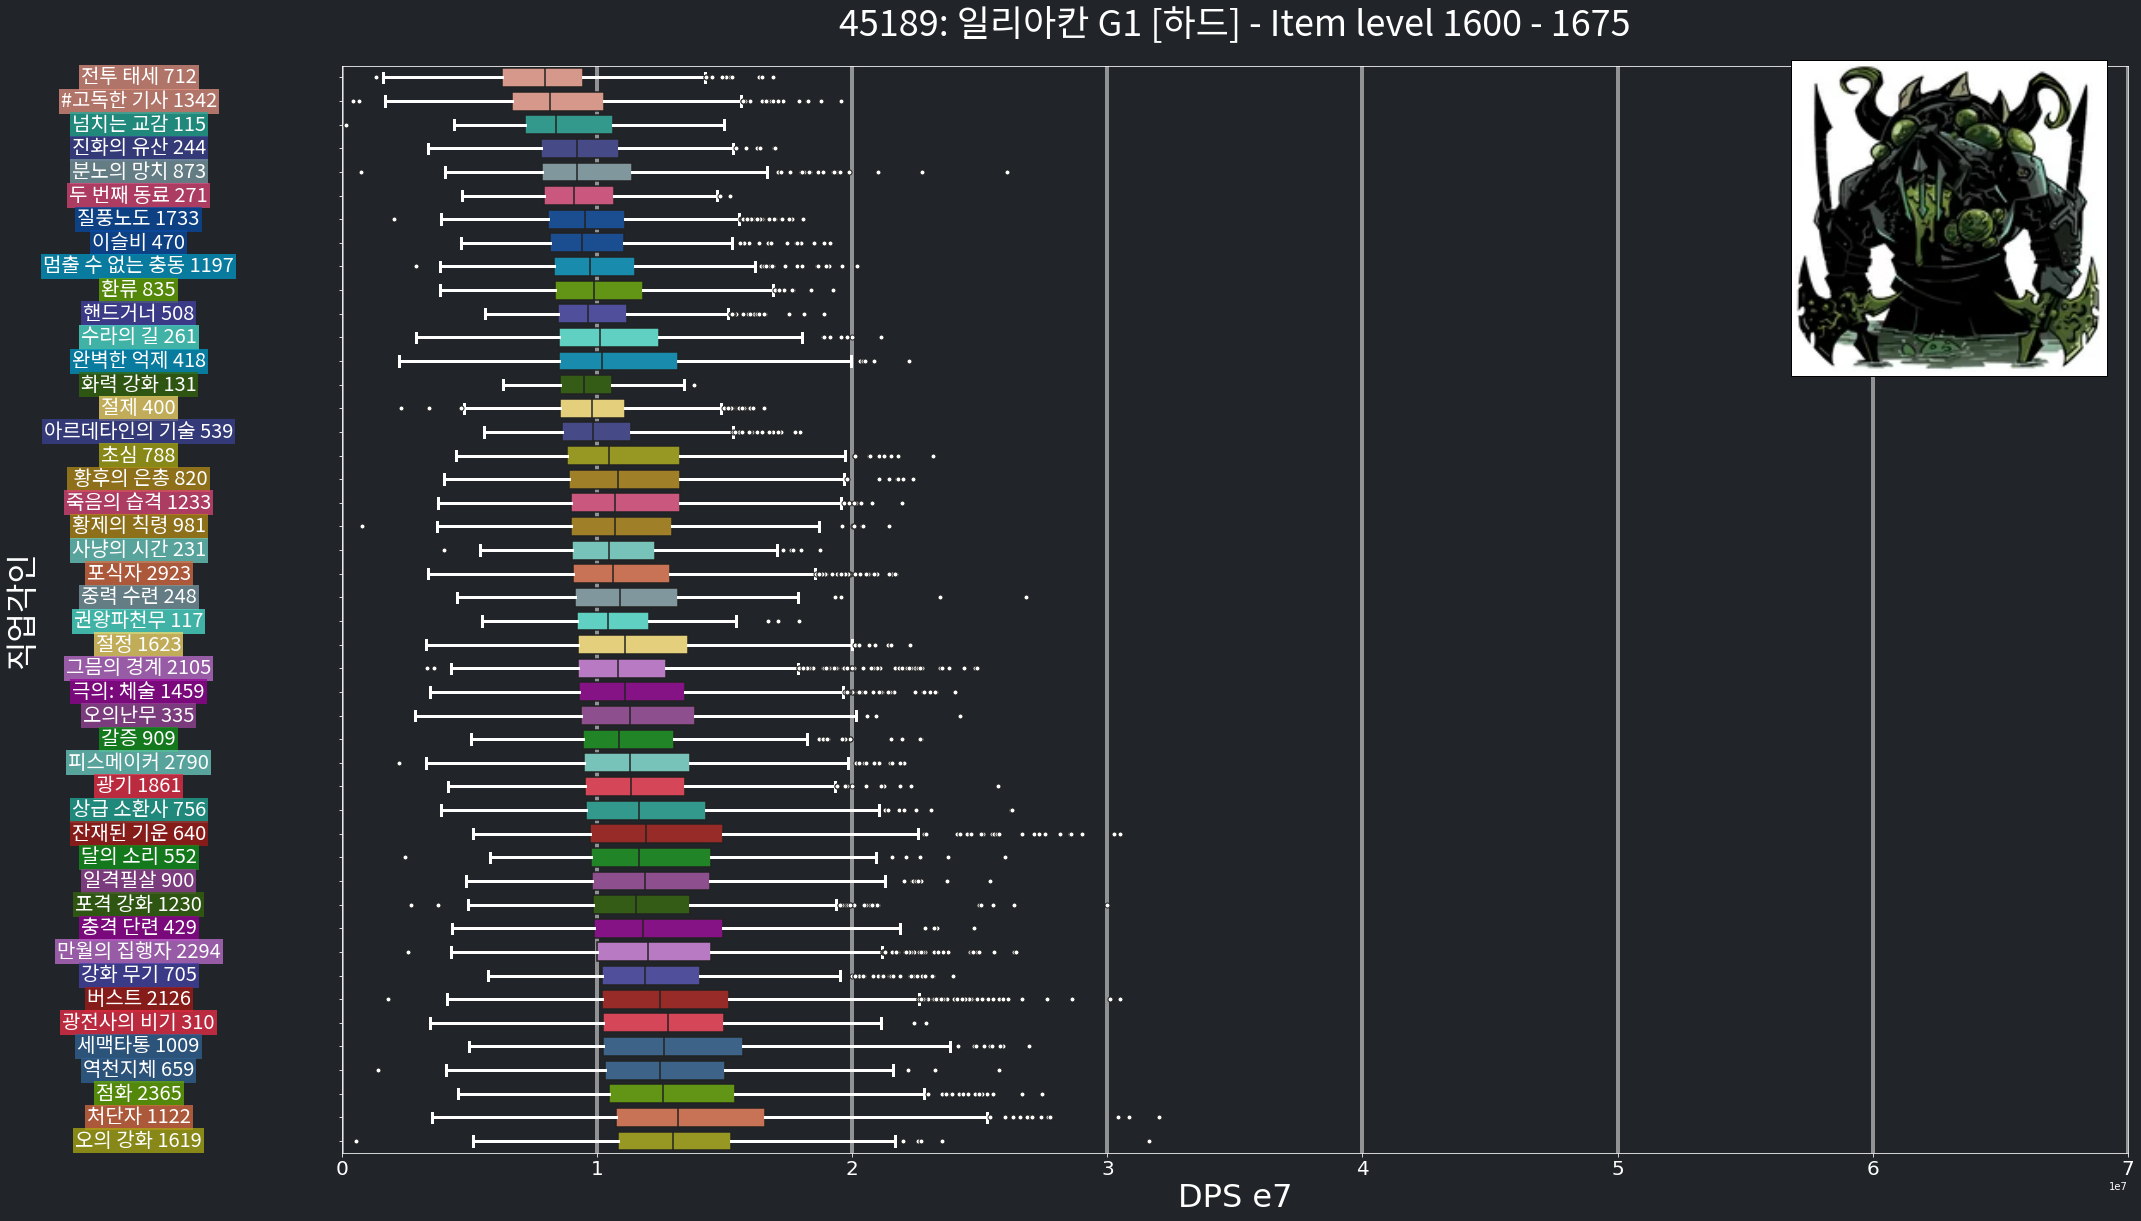 45189: 일리아칸 G1 [하드] - Item level 1600 - 1675
전투 태세 712
#고독한 기사 1342
넘치는 교감 115
진화의 유산 244
분노의 망치 873
두 번째 동료 271
질풍노도 1733
이슬비 470
멈출 수 없는 충동 1197
환류 835
핸드거너 508
수라의 길 261
완벽한 억제 418
화력 강화 131
절제 400
아르데타인의 기술 539
초심 788
황후의 은총 820
죽음의 습격 1233
황제의 칙령 981
사냥의 시간 231
포식자 2923
중력 수련 248
권왕파천무 117
절정 1623
그믐의 경계 2105
극의: 체술 1459
오의난무 335
갈증 909
피스메이커 2790
광기 1861
상급 소환사 756
잔재된 기운 640
달의 소리 552
일격필살 900
포격 강화 1230
충격 단련 429
만월의 집행자 2294
강화 무기 705
버스트 2126
광전사의 비기 310
세맥타통 1009
역천지체 659
점화 2365
처단자 1122
오의 강화 1619
직업각인
0 1 2 3 4 5 6 7
DPS e7
1e7